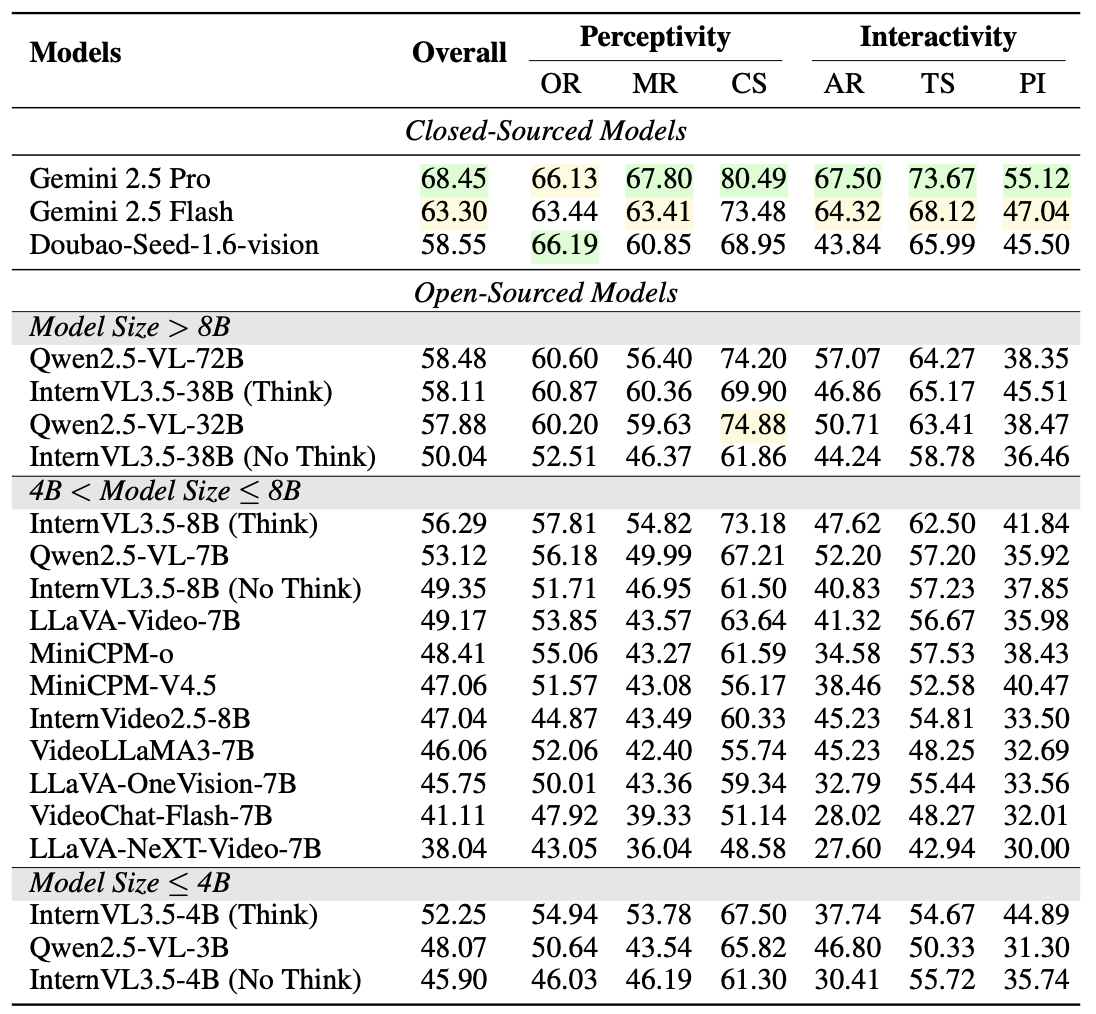 Models Overall Perceptivity Interactivity
OR MR CS AR TS PI
Closed-Sourced Models
Gemini 2.5 Pro 68.45 66.13 67.80 80.49 67.50 73.67 55.12
Gemini 2.5 Flash 63.30 63.44 63.41 73.48 64.32 68.12 47.04
Doubao-Seed-1.6-vision 58.55 66.19 60.85 68.95 43.84 65.99 45.50
Open-Sourced Models
Model Size > 8B
Qwen2.5-VL-72B 58.48 60.60 56.40 74.20 57.07 64.27 38.35
InternVL3.5-38B (Think) 58.11 60.87 60.36 69.90 46.86 65.17 45.51
Qwen2.5-VL-32B 57.88 60.20 59.63 74.88 50.71 63.41 38.47
InternVL3.5-38B (No Think) 50.04 52.51 46.37 61.86 44.24 58.78 36.46
4B < Model Size ≤ 8B
InternVL3.5-8B (Think) 56.29 57.81 54.82 73.18 47.62 62.50 41.84
Qwen2.5-VL-7B 53.12 56.18 49.99 67.21 52.20 57.20 35.92
InternVL3.5-8B (No Think) 49.35 51.71 46.95 61.50 40.83 57.23 37.85
LLaVA-Video-7B 49.17 53.85 43.57 63.64 41.32 56.67 35.98
MiniCPM-o 48.41 55.06 43.27 61.59 34.58 57.53 38.43
MiniCPM-V4.5 47.06 51.57 43.08 56.17 38.46 52.58 40.47
InternVideo2.5-8B 47.04 44.87 43.49 60.33 45.23 54.81 33.50
VideoLLaMA3-7B 46.06 52.06 42.40 55.74 45.23 48.25 32.69
LLaVA-OneVision-7B 45.75 50.01 43.36 59.34 32.79 55.44 33.56
VideoChat-Flash-7B 41.11 47.92 39.33 51.14 28.02 48.27 32.01
LLaVA-NeXT-Video-7B 38.04 43.05 36.04 48.58 27.60 42.94 30.00
Model Size ≤ 4B
InternVL3.5-4B (Think) 52.25 54.94 53.78 67.50 37.74 54.67 44.89
Qwen2.5-VL-3B 48.07 50.64 43.54 65.82 46.80 50.33 31.30
InternVL3.5-4B (No Think) 45.90 46.03 46.19 61.30 30.41 55.72 35.74